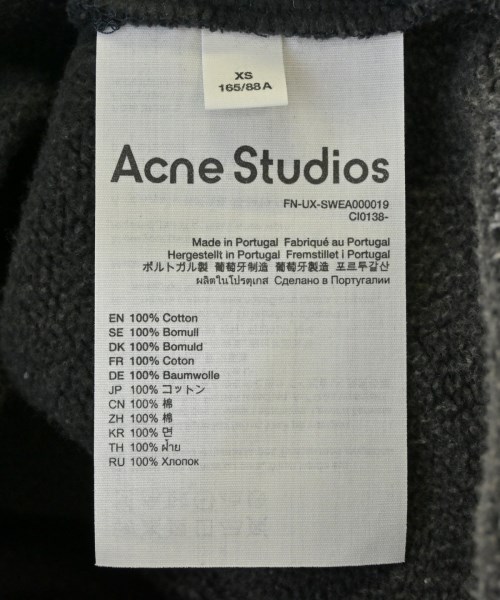 XS
165/88A
Acne Studios
FN-UX-SWEA000019
CI0138-
Made in Portugal Fabriqué au Portugal
Hergestellt in Portugal Fremstillet i Portugal
ポルトガル製 葡萄牙制造 葡萄牙製造 포르투갈산
ผลิตในโปรตุเกส Сделано в Португалии
EN 100% Cotton
SE 100% Bomull
DK 100% Bomuld
FR 100% Coton
DE 100% Baumwolle
JP 100% コットン
CN 100% 棉
ZH 100% 棉
KR 100% 면
TH 100% ฝ้าย
RU 100% Хлопок